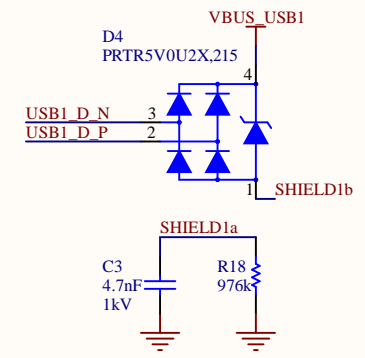 VBUS_USB1
D4
PRTR5V0U2X,215
4
USB1_D_N 3
USB1_D_P 2
1 SHIELD1b
SHIELD1a
C3 R18
4.7nF 976k
1kV